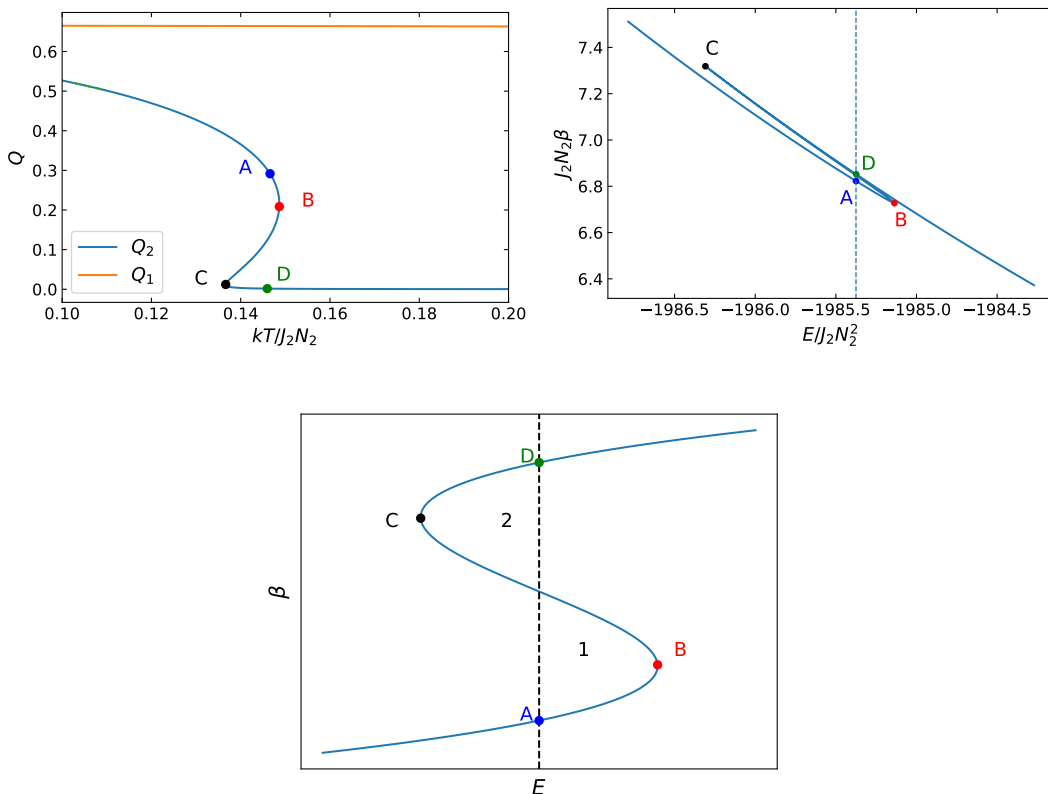 0.6
0.5
0.4
0.3
0.2
0.1
0.0
Q
A
B
C
D
Q₂
Q₁
0.10 0.12 0.14 0.16 0.18 0.20
kT/J₂N₂
7.4
7.2
7.0
6.8
6.6
6.4
J₂N₂β
C
D
A
B
−1986.5 −1986.0 −1985.5 −1985.0 −1984.5
E/J₂N₂²
D
C
2
β
1
B
A
E